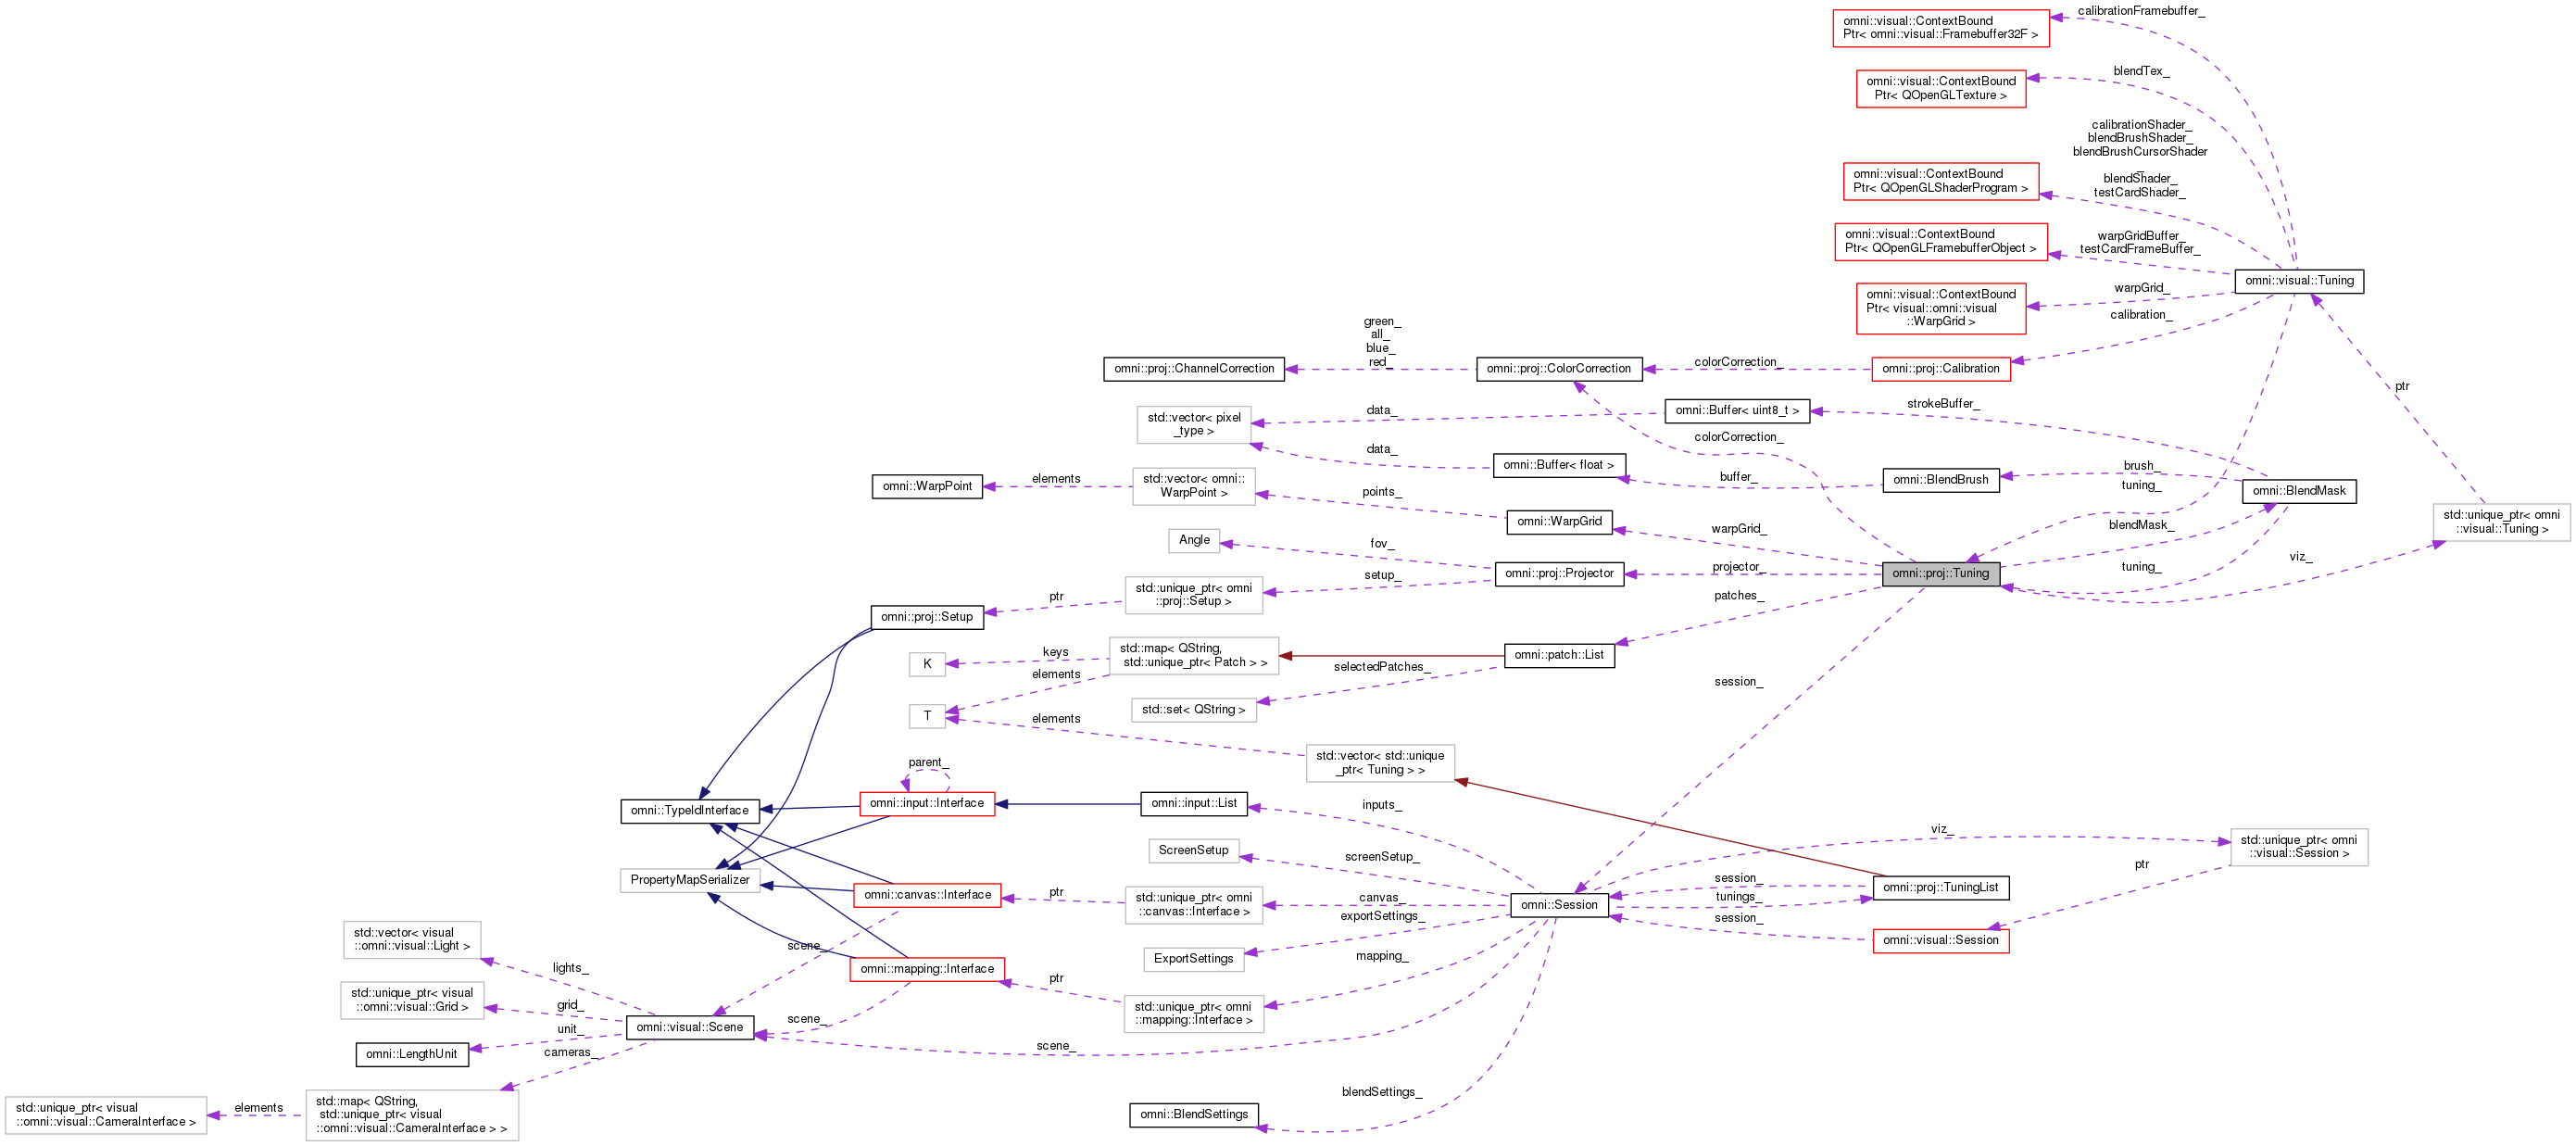 calibrationFramebuffer_
omni::visual::ContextBound
Ptr< omni::visual::Framebuffer32F >
blendTex_
omni::visual::ContextBound
Ptr< QOpenGLTexture >
calibrationShader_
blendBrushShader_
blendBrushCursorShader
_
blendShader_
testCardShader_
omni::visual::ContextBound
Ptr< QOpenGLShaderProgram >
warpGridBuffer_
testCardFrameBuffer_
omni::visual::ContextBound
Ptr< QOpenGLFramebufferObject >
omni::visual::Tuning
warpGrid_
omni::visual::ContextBound
Ptr< visual::omni::visual
::WarpGrid >
calibration_
green_
all_
blue_
red_
omni::proj::ChannelCorrection
omni::proj::ColorCorrection
colorCorrection_
omni::proj::Calibration
ptr
std::vector< pixel
_type >
data_
omni::Buffer< uint8_t >
strokeBuffer_
colorCorrection_
data_
omni::Buffer< float >
buffer_
omni::BlendBrush
brush_
tuning_
omni::BlendMask
omni::WarpPoint
elements
std::vector< omni::
WarpPoint >
points_
omni::WarpGrid
warpGrid_
blendMask_
std::unique_ptr< omni
::visual::Tuning >
Angle
fov_
omni::proj::Projector
projector_
omni::proj::Tuning
tuning_
viz_
setup_
std::unique_ptr< omni
::proj::Setup >
ptr
omni::proj::Setup
patches_
K
keys
std::map< QString,
std::unique_ptr< Patch > >
omni::patch::List
elements
selectedPatches_
session_
T
std::set< QString >
elements
std::vector< std::unique
_ptr< Tuning > >
parent_
omni::input::Interface
omni::TypeIdInterface
omni::input::List
inputs_
viz_
std::unique_ptr< omni
::visual::Session >
ScreenSetup
screenSetup_
ptr
PropertyMapSerializer
omni::canvas::Interface
ptr
std::unique_ptr< omni
::canvas::Interface >
canvas_
omni::Session
session_
tunings_
omni::proj::TuningList
exportSettings_
session_
omni::visual::Session
std::vector< visual
::omni::visual::Light >
scene_
ExportSettings
mapping_
lights_
omni::mapping::Interface
ptr
std::unique_ptr< visual
::omni::visual::Grid >
grid_
std::unique_ptr< omni
::mapping::Interface >
omni::visual::Scene
scene_
unit_
omni::LengthUnit
cameras_
scene_
blendSettings_
omni::BlendSettings
std::unique_ptr< visual
::omni::visual::CameraInterface >
elements
std::map< QString,
std::unique_ptr< visual
::omni::visual::CameraInterface > >